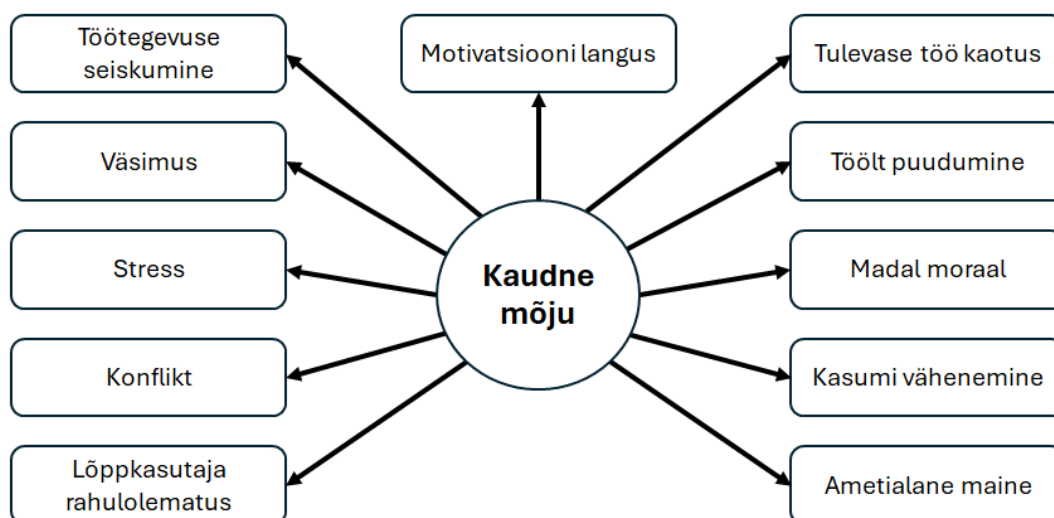 Töötegevuse
seiskumine
Motivatsiooni langus
Tulevase töö kaotus
Väsimus
Töölt puudumine
Stress
Kaudne
mõju
Madal moraal
Konflikt
Kasumi vähenemine
Lõppkasutaja
rahulolematus
Ametialane maine